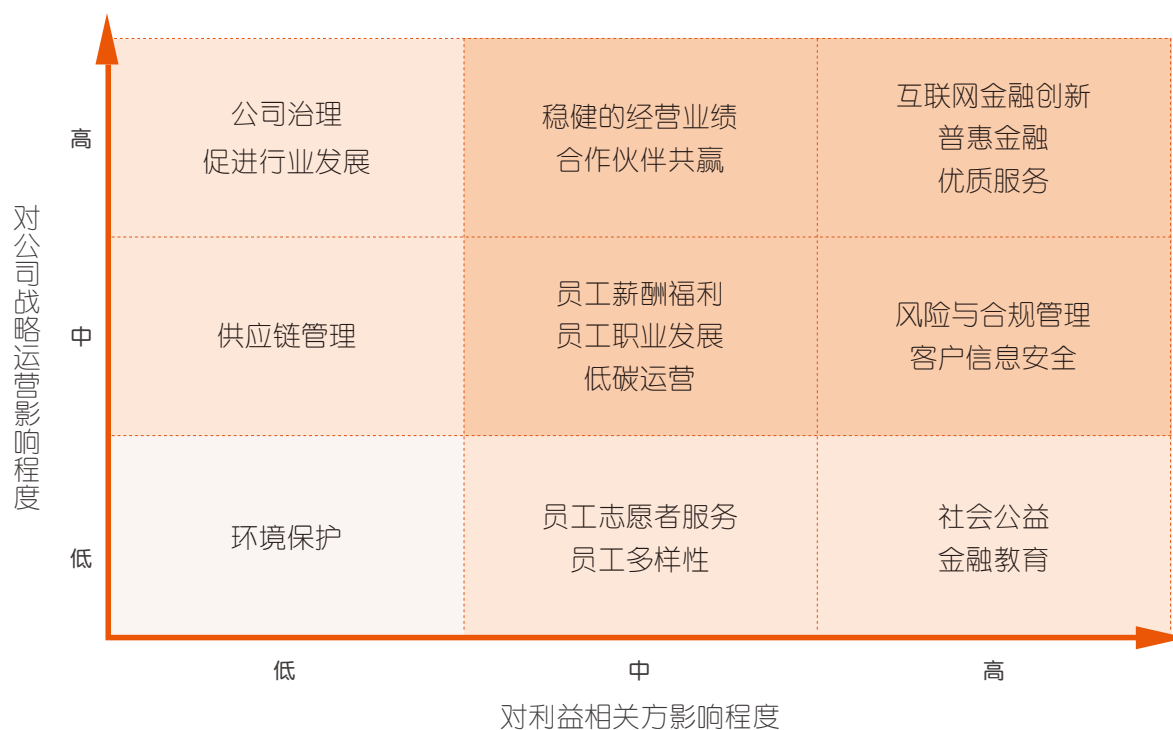 对公司战略运营影响程度
高
公司治理
促进行业发展
稳健的经营业绩
合作伙伴共赢
互联网金融创新
普惠金融
优质服务
中
供应链管理
员工薪酬福利
员工职业发展
低碳运营
风险与合规管理
客户信息安全
低
环境保护
员工志愿者服务
员工多样性
社会公益
金融教育
低
中
高
对利益相关方影响程度